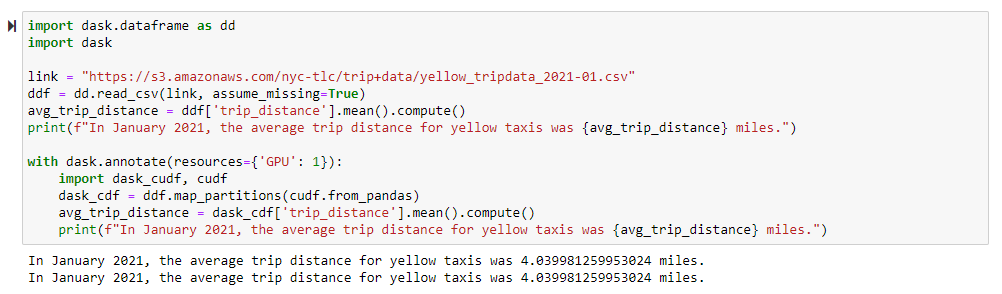 import dask.dataframe as dd
import dask
link = "https://s3.amazonaws.com/nyc-tlc/trip+data/yellow_tripdata_2021-01.csv"
ddf = dd.read_csv(link, assume_missing=True)
avg_trip_distance = ddf['trip_distance'].mean().compute()
print(f"In January 2021, the average trip distance for yellow taxis was {avg_trip_distance} miles.")
with dask.annotate(resources={'GPU': 1}):
    import dask_cudf, cudf
    dask_cdf = ddf.map_partitions(cudf.from_pandas)
    avg_trip_distance = dask_cdf['trip_distance'].mean().compute()
    print(f"In January 2021, the average trip distance for yellow taxis was {avg_trip_distance} miles.")
In January 2021, the average trip distance for yellow taxis was 4.039981259953024 miles.
In January 2021, the average trip distance for yellow taxis was 4.039981259953024 miles.